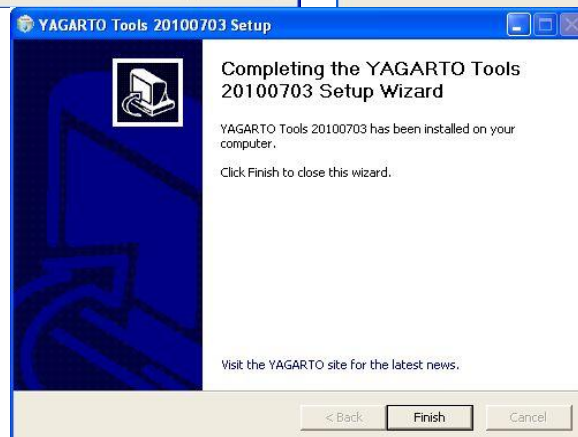 YAGARTO Tools 20100703 Setup
Completing the YAGARTO Tools
20100703 Setup Wizard
YAGARTO Tools 20100703 has been installed on your
computer.
Click Finish to close this wizard.
Visit the YAGARTO site for the latest news.
< Back Finish Cancel